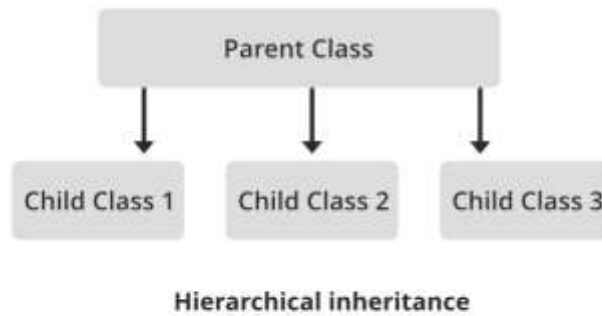 Parent Class
Child Class 1
Child Class 2
Child Class 3
Hierarchical inheritance